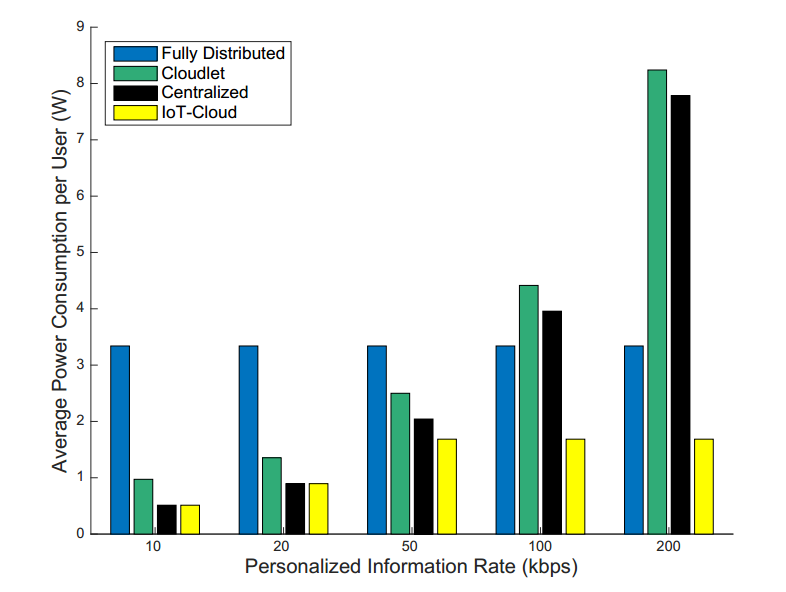 9
8
7
6
5
4
3
2
1
0
Average Power Consumption per User (W)
Fully Distributed
Cloudlet
Centralized
IoT-Cloud
10 20 50 100 200
Personalized Information Rate (kbps)